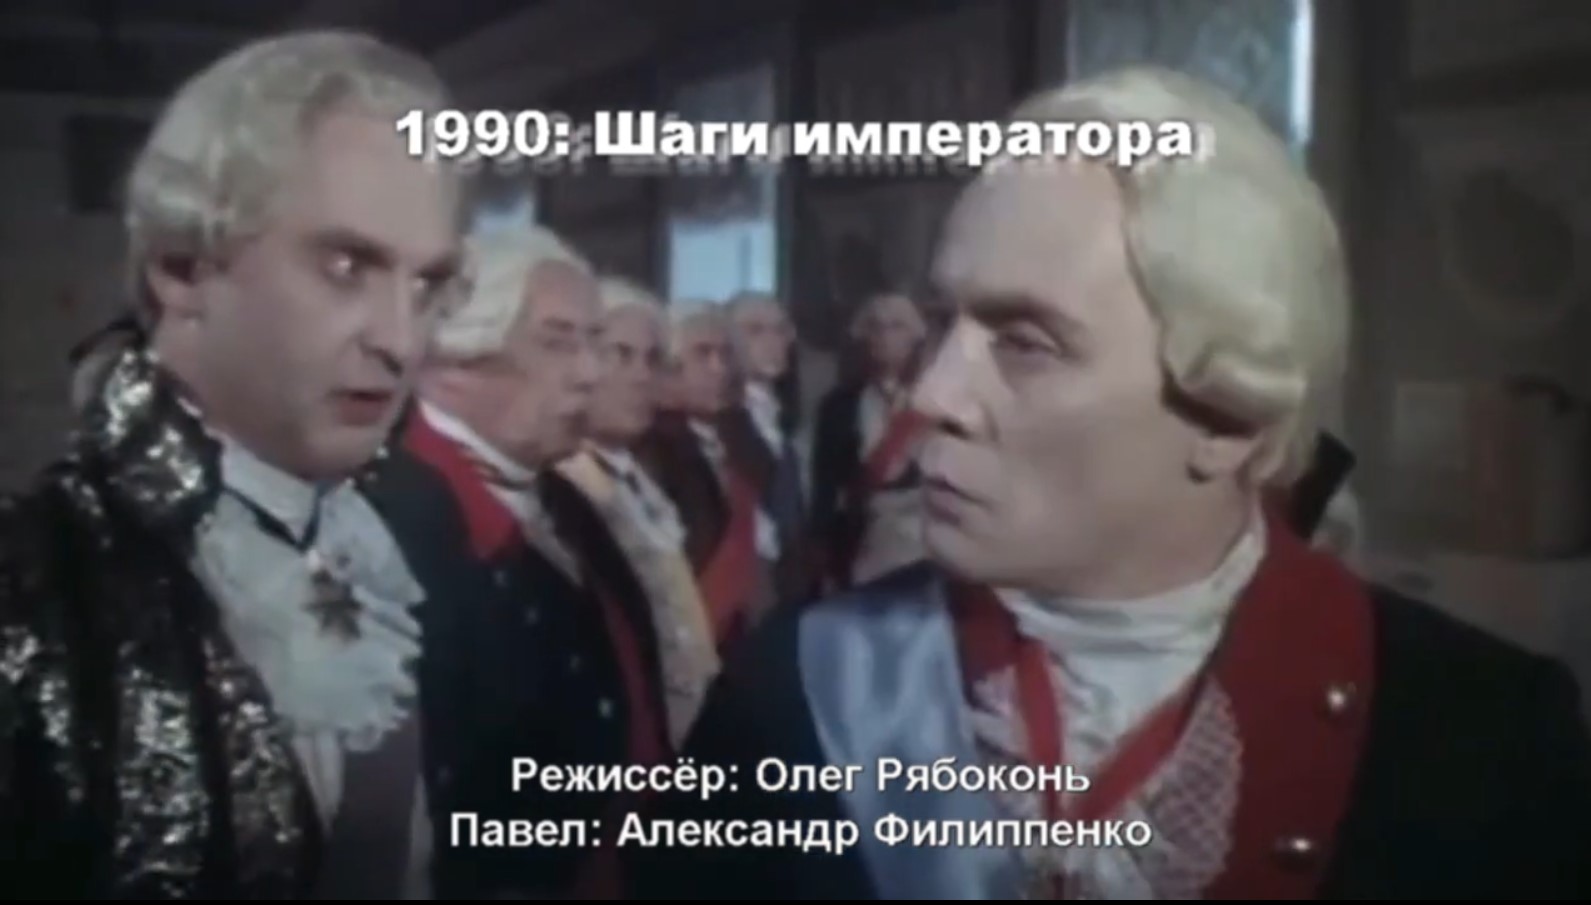 1990: Шаги императора
Режиссёр: Олег Рябоконь
Павел: Александр Филиппенко